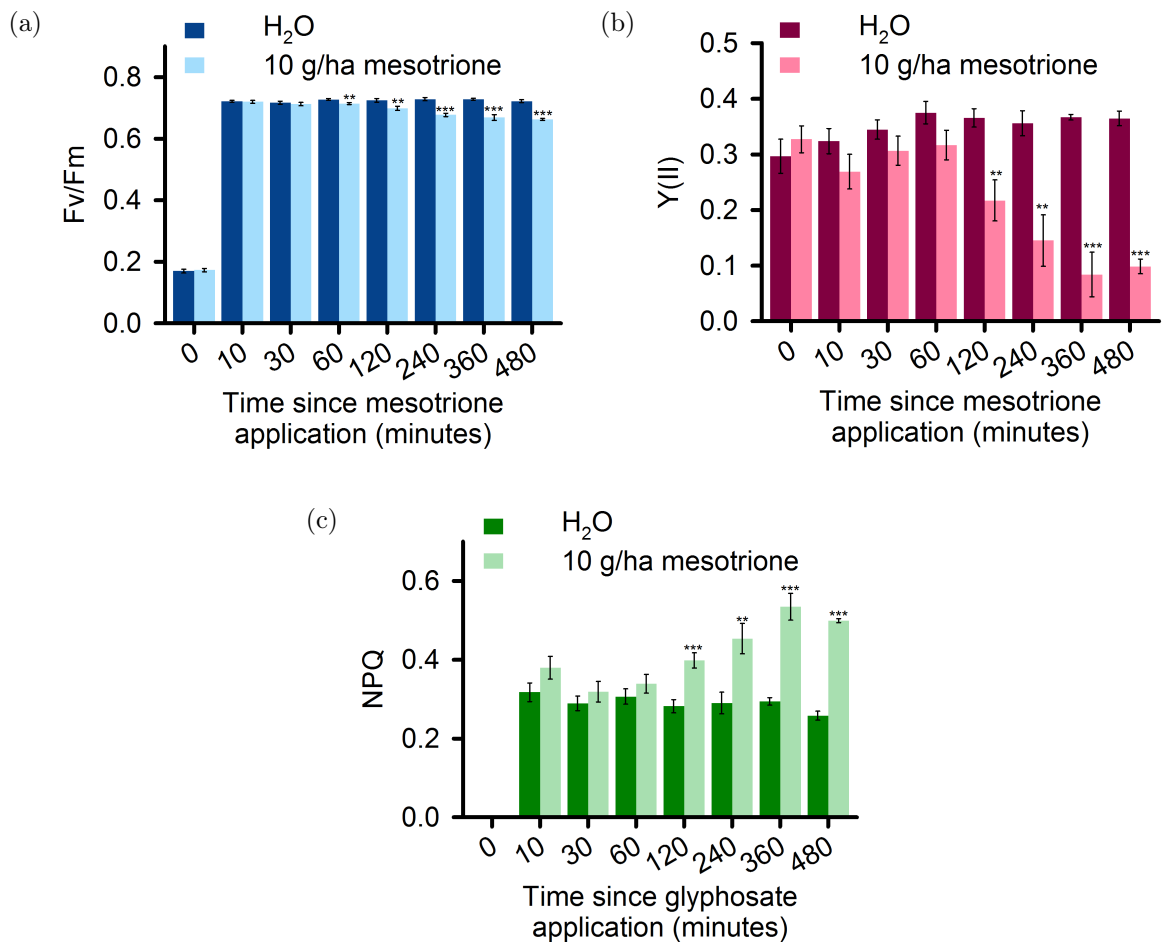 (a)
H₂O
10 g/ha mesotrione
0.8
0.6
0.4
0.2
0.0
Fv/Fm
** ** *** *** ***
0 10 30 60 120 240 360 480
Time since mesotrione
application (minutes)
(b)
H₂O
10 g/ha mesotrione
0.5
0.4
0.3
0.2
0.1
0.0
Y(II)
** ** *** ***
0 10 30 60 120 240 360 480
Time since mesotrione
application (minutes)
(c)
H₂O
10 g/ha mesotrione
0.6
0.4
0.2
0.0
NPQ
*** ** *** ***
0 10 30 60 120 240 360 480
Time since glyphosate
application (minutes)